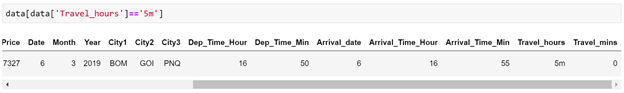 data[data['Travel_hours']=='5m']
Price Date Month Year City1 City2 City3 Dep_Time_Hour Dep_Time_Min Arrival_date Arrival_Time_Hour Arrival_Time_Min Travel_hours Travel_mins
7327 6 3 2019 BOM GOI PNQ 16 50 6 16 55 5m 0